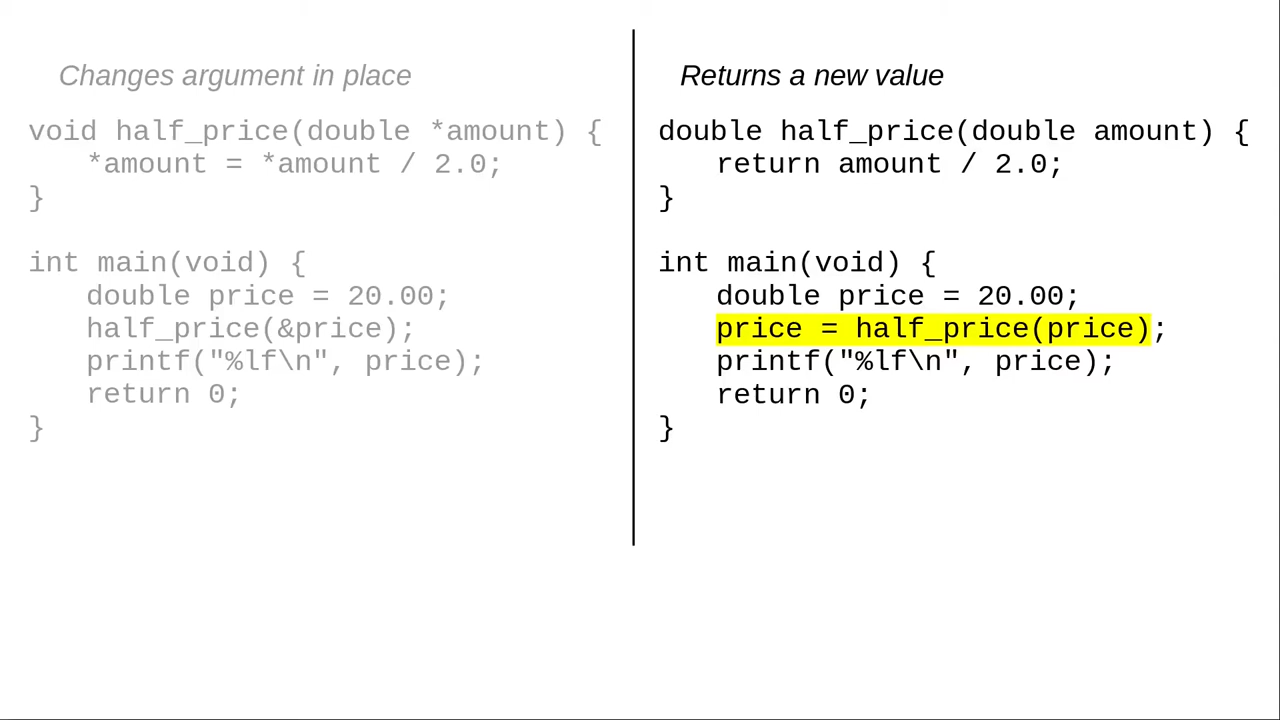 Changes argument in place
void half_price(double *amount) {
*amount = *amount / 2.0;
}
int main(void) {
double price = 20.00;
half_price(&price);
printf("%lf\n", price);
return 0;
}
Returns a new value
double half_price(double amount) {
return amount / 2.0;
}
int main(void) {
double price = 20.00;
price = half_price(price);
printf("%lf\n", price);
return 0;
}